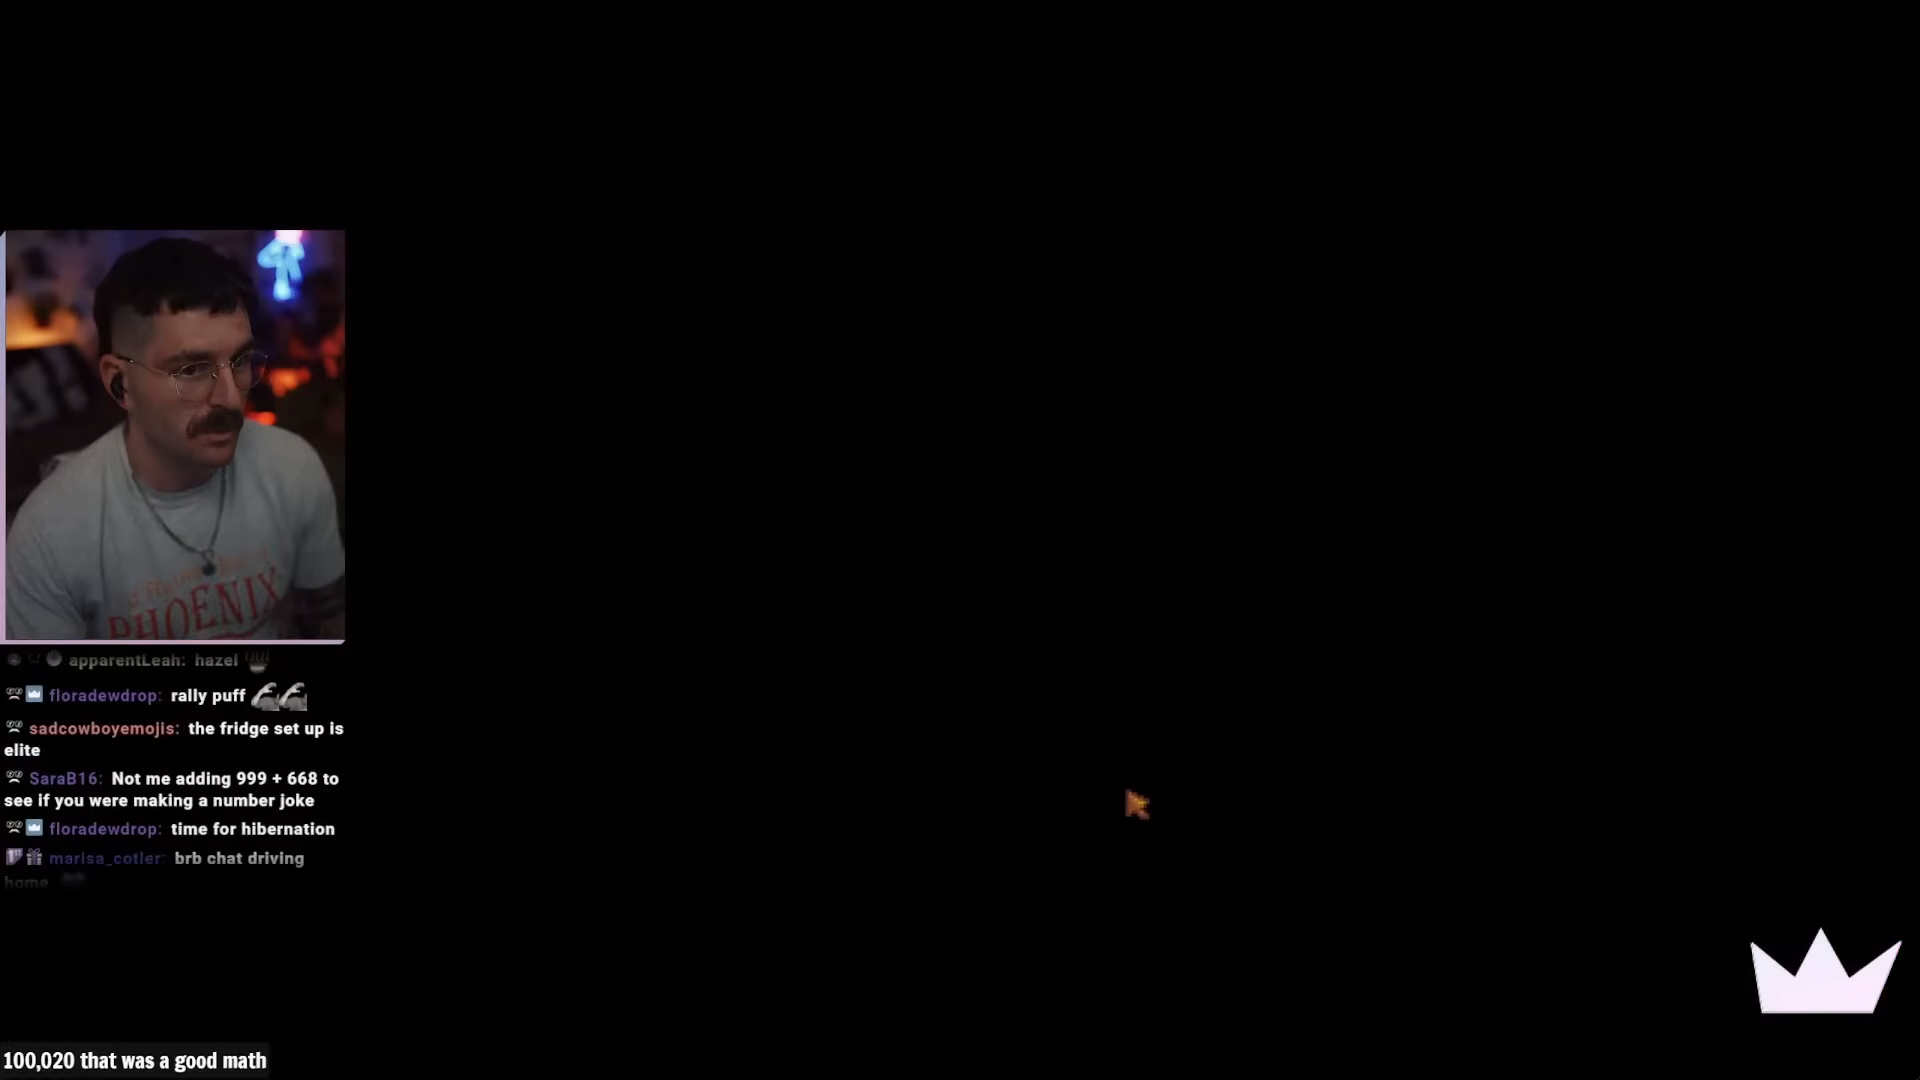 PHOENIX
apparentLeah: hazel
floradewdrop: rally puff
sadcowboyemojis: the fridge set up is
elite
SaraB16: Not me adding 999 + 668 to
see if you were making a number joke
floradewdrop: time for hibernation
marisa_cotler: brb chat driving
home
100,020 that was a good math